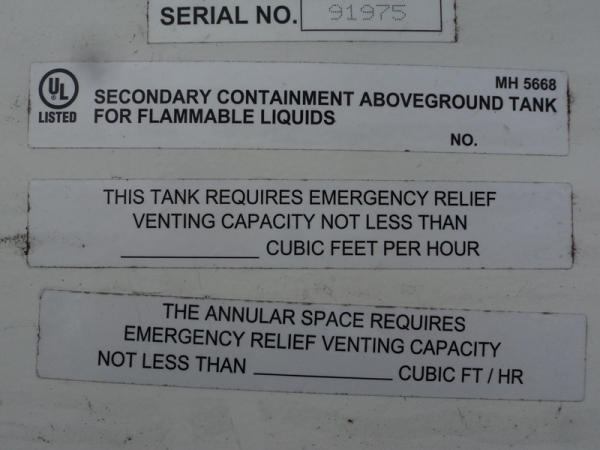 SERIAL NO. 91975
UL
LISTED
MH 5668
SECONDARY CONTAINMENT ABOVEGROUND TANK
FOR FLAMMABLE LIQUIDS
NO.
THIS TANK REQUIRES EMERGENCY RELIEF
VENTING CAPACITY NOT LESS THAN
____________ CUBIC FEET PER HOUR
THE ANNULAR SPACE REQUIRES
EMERGENCY RELIEF VENTING CAPACITY
NOT LESS THAN ____________ CUBIC FT / HR